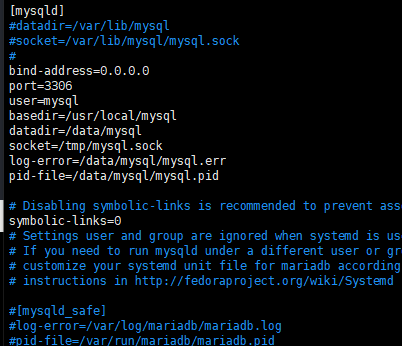 [mysqld]
#datadir=/var/lib/mysql
#socket=/var/lib/mysql/mysql.sock
#
bind-address=0.0.0.0
port=3306
user=mysql
basedir=/usr/local/mysql
datadir=/data/mysql
socket=/tmp/mysql.sock
log-error=/data/mysql/mysql.err
pid-file=/data/mysql/mysql.pid
# Disabling symbolic-links is recommended to prevent ass
symbolic-links=0
# Settings user and group are ignored when systemd is us
# If you need to run mysqld under a different user or gr
# customize your systemd unit file for mariadb according
# instructions in http://fedoraproject.org/wiki/Systemd
#[mysqld_safe]
#log-error=/var/log/mariadb/mariadb.log
#pid-file=/var/run/mariadb/mariadb.pid